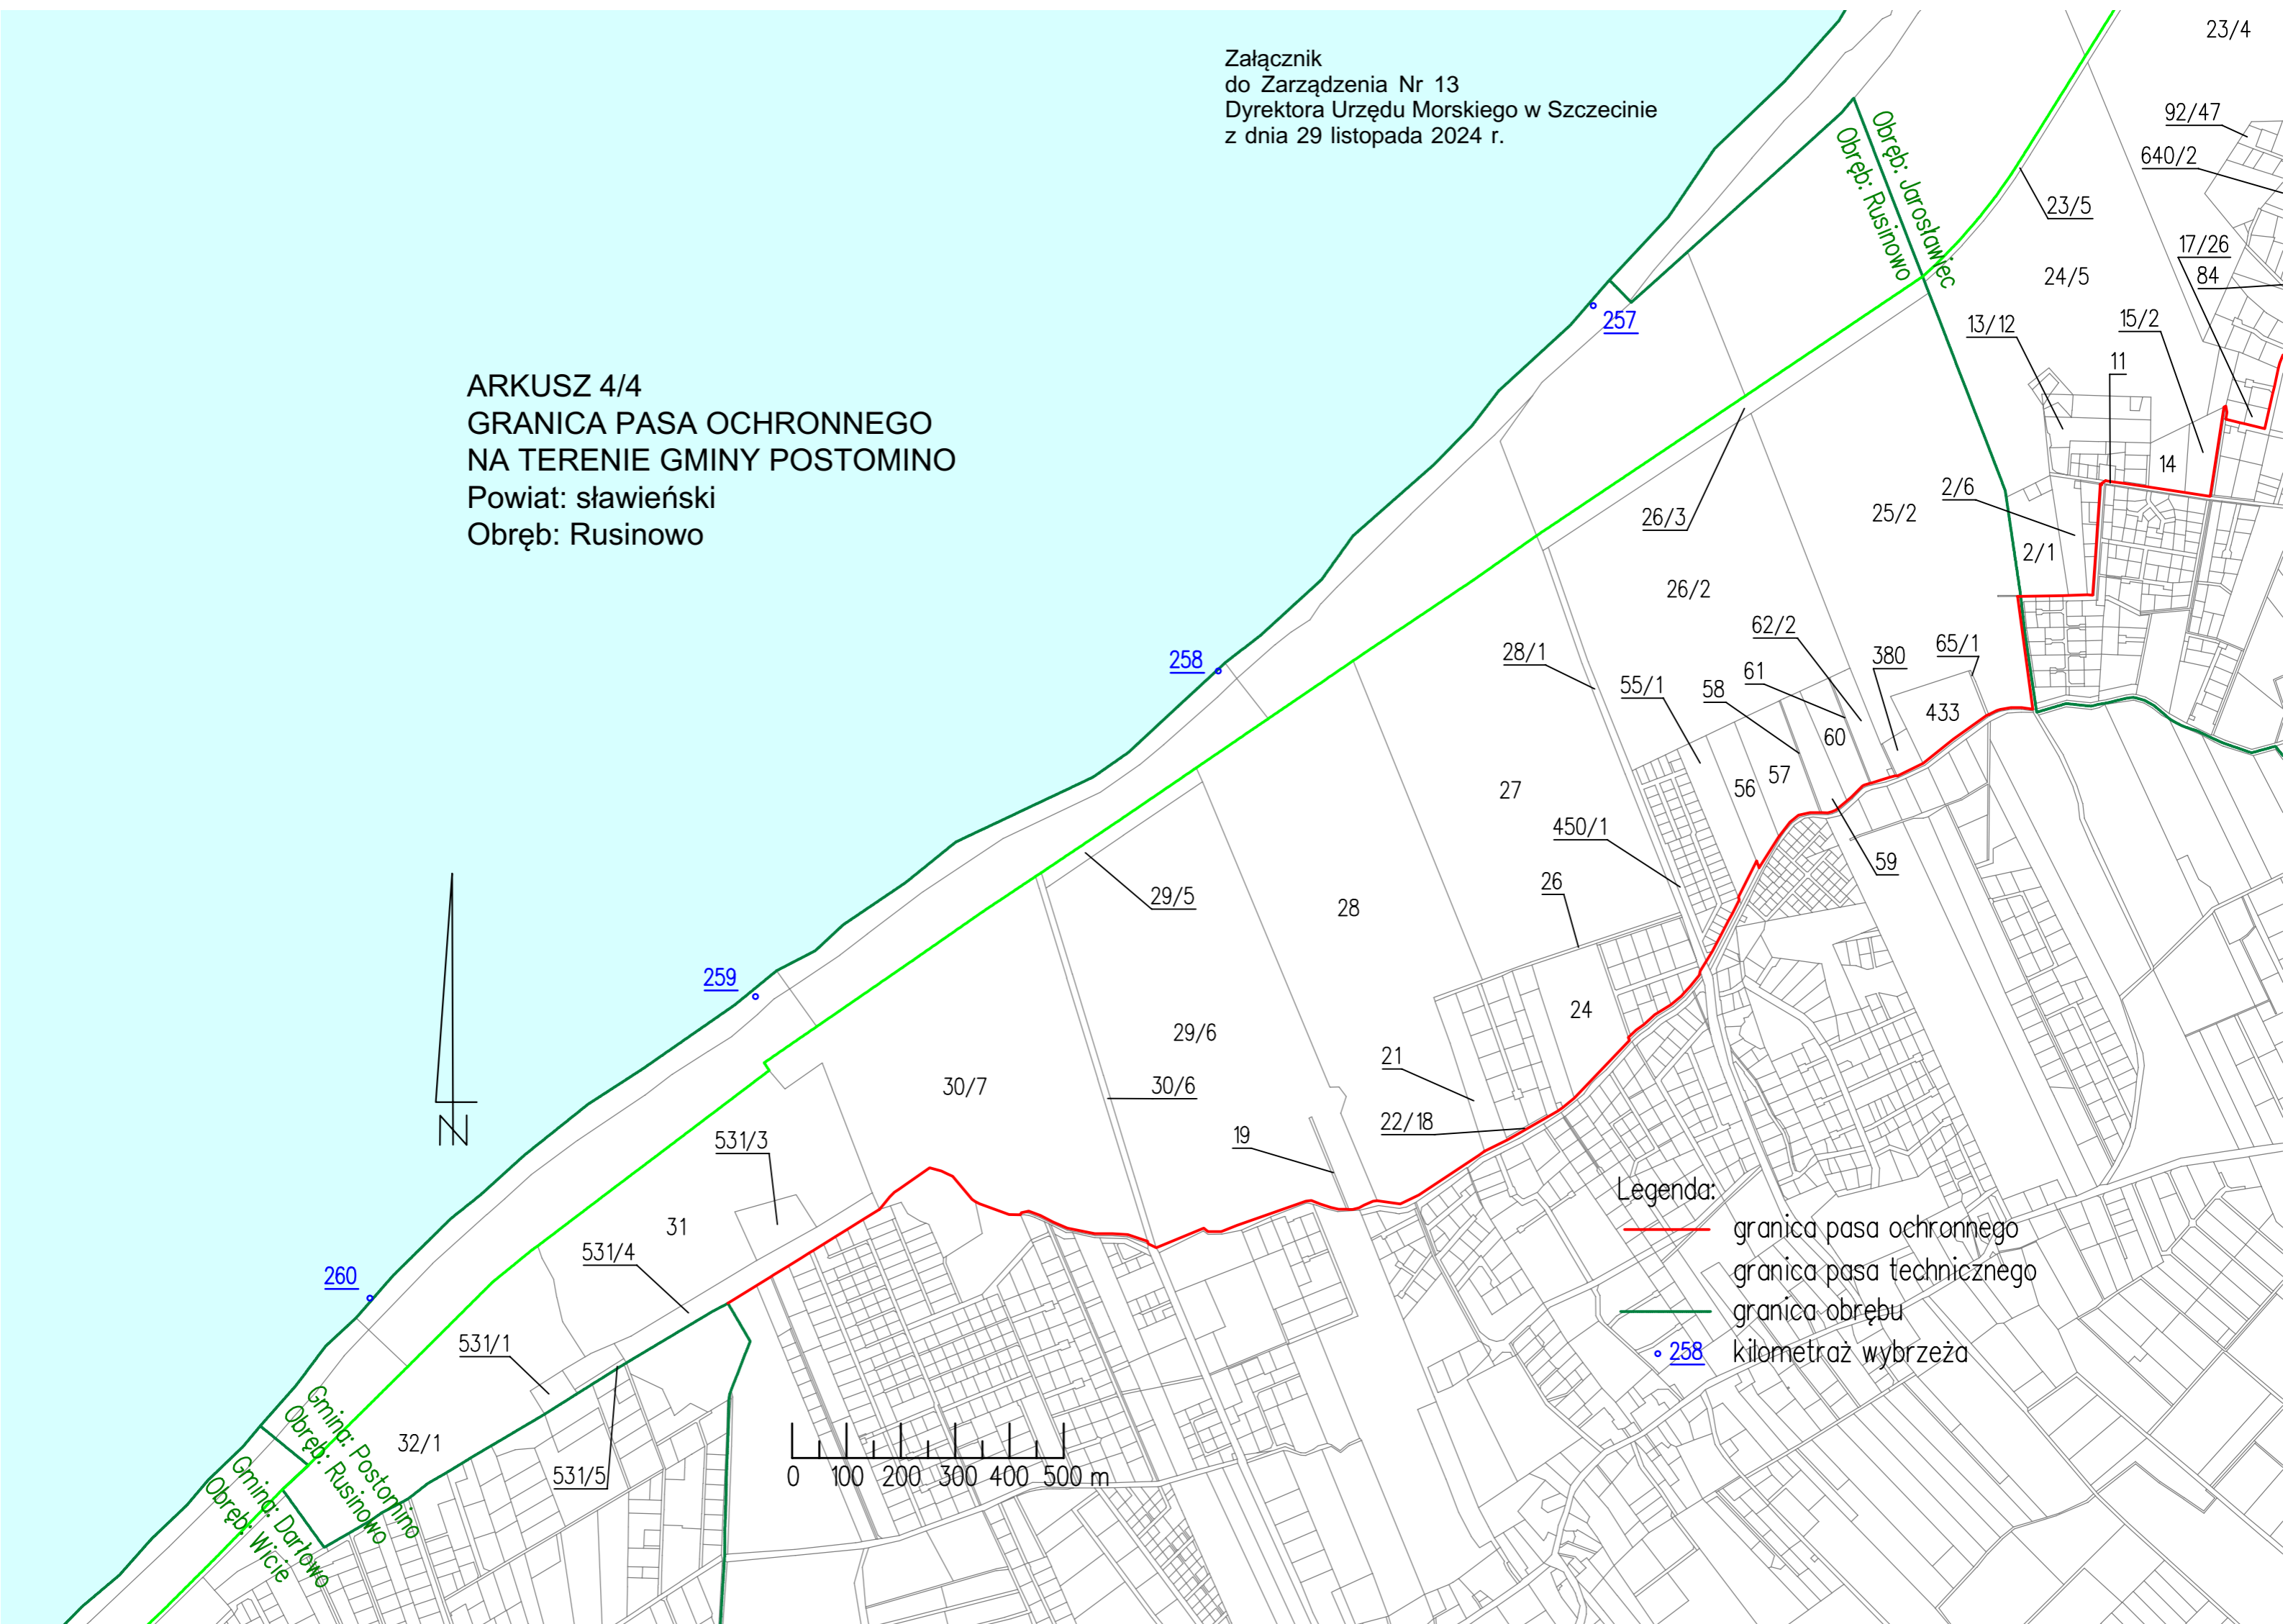 Załącznik
do Zarządzenia Nr 13
Dyrektora Urzędu Morskiego w Szczecinie
z dnia 29 listopada 2024 r.
ARKUSZ 4/4
GRANICA PASA OCHRONNEGO
NA TERENIE GMINY POSTOMINO
Powiat: sławieński
Obręb: Rusinowo
23/4
92/47
640/2
23/5
17/26
84
24/5
13/12
15/2
11
14
2/6
2/1
Obręb: Jarosławiec
Obręb: Rusinowo
257
26/3
25/2
26/2
62/2
61
58
60
380
65/1
433
28/1
55/1
258
57
56
27
450/1
59
26
29/5
28
259
24
29/6
21
30/7
30/6
22/18
19
531/3
31
531/4
260
531/1
32/1
531/5
Gmina: Postomino
Obręb: Rusinowo
Gmina: Darłowo
Obręb: Wicie
N
0 100 200 300 400 500 m
Legenda:
granica pasa ochronnego
granica pasa technicznego
granica obrębu
258 kilometraż wybrzeża